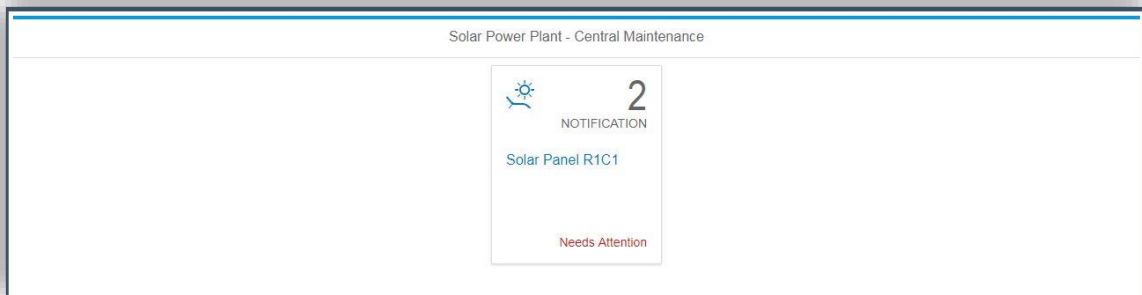 Solar Power Plant - Central Maintenance
2
NOTIFICATION
Solar Panel R1C1
Needs Attention